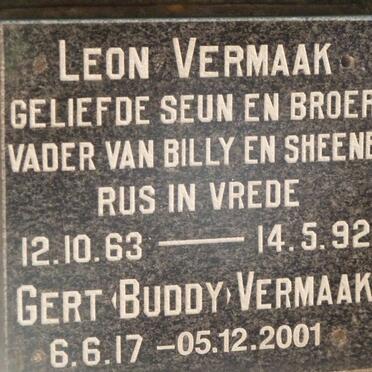 LEON VERMAAK
GELIEFDE SEUN EN BROER
VADER VAN BILLY EN SHEENE
RUS IN VREDE
12.10.63 — 14.5.92
GERT (BUDDY) VERMAAK
6.6.17 - 05.12.2001